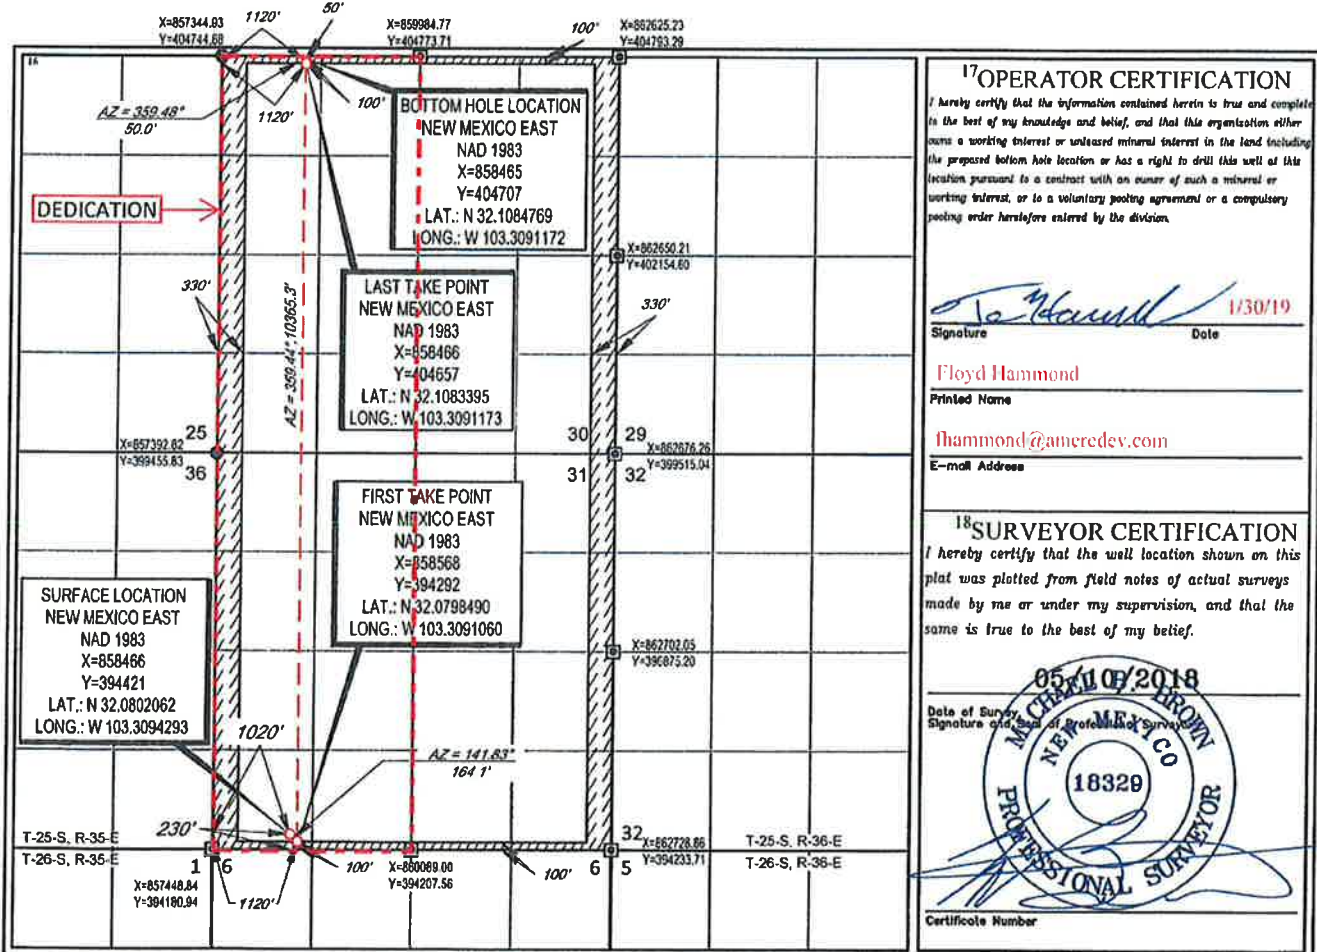 X=857344.93
Y=404744.68
1120'
50'
X=859984.77
Y=404773.71
100'
X=862625.23
Y=404793.29
16
AZ = 359.48°
50.0'
1120'
100'
BOTTOM HOLE LOCATION
NEW MEXICO EAST
NAD 1983
X=858465
Y=404707
LAT.: N 32.1084769
LONG.: W 103.3091172
DEDICATION
X=862650.21
Y=402154.60
330'
330'
AZ = 359.44°, 10365.3'
LAST TAKE POINT
NEW MEXICO EAST
NAD 1983
X=858466
Y=404657
LAT.: N 32.1083395
LONG.: W 103.3091173
X=857392.82
Y=399455.83
25
36
30
29
31
32
X=862676.26
Y=399515.04
FIRST TAKE POINT
NEW MEXICO EAST
NAD 1983
X=858568
Y=394292
LAT.: N 32.0798490
LONG.: W 103.3091060
SURFACE LOCATION
NEW MEXICO EAST
NAD 1983
X=858466
Y=394421
LAT.: N 32.0802062
LONG.: W 103.3094293
X=862702.05
Y=396875.20
1020'
AZ = 141.83°
164.1'
230'
T-25-S, R-35-E
T-26-S, R-35-E
1
6
X=857448.84
Y=394180.94
1120'
100'
X=860089.00
Y=394207.56
100'
6
5
32
X=862728.86
Y=394233.71
T-25-S, R-36-E
T-26-S, R-36-E
17 OPERATOR CERTIFICATION
I hereby certify that the information contained herein is true and complete
to the best of my knowledge and belief, and that this organization either
owns a working interest or unleased mineral interest in the land including
the proposed bottom hole location or has a right to drill this well at this
location pursuant to a contract with an owner of such a mineral or
working interest, or to a voluntary pooling agreement or a compulsory
pooling order heretofore entered by the division.
1/30/19
Signature Date
Floyd Hammond
Printed Name
fhammond@ameredev.com
E-mail Address
18 SURVEYOR CERTIFICATION
I hereby certify that the well location shown on this
plat was plotted from field notes of actual surveys
made by me or under my supervision, and that the
same is true to the best of my belief.
05/10/2018
Date of Survey
Signature and Seal of Professional Surveyor
MICHAEL B. BROWN
NEW MEXICO
18329
PROFESSIONAL SURVEYOR
Certificate Number